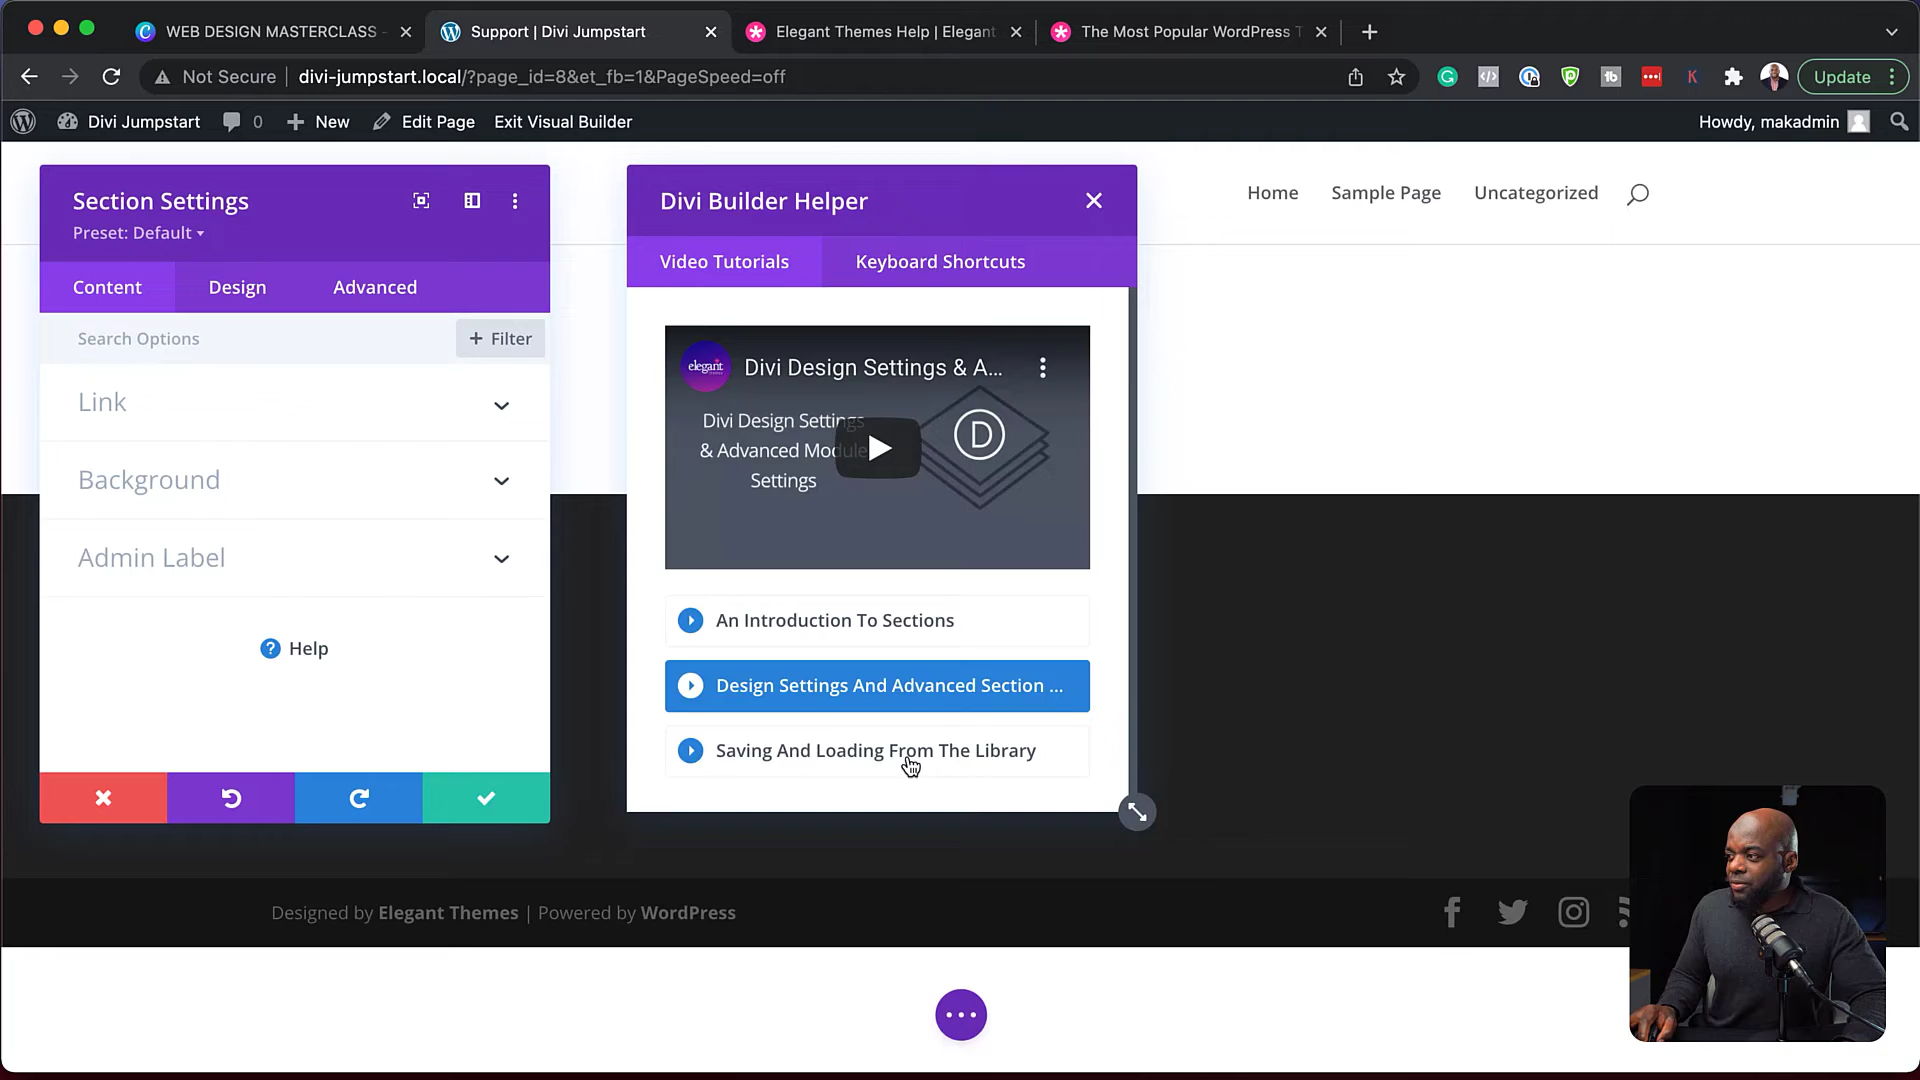 WEB DESIGN MASTERCLASS -
Support | Divi Jumpstart
Elegant Themes Help | Elegant
The Most Popular WordPress T
Not Secure
divi-jumpstart.local/?page_id=8&et_fb=1&PageSpeed=off
Update
Divi Jumpstart
0
New
Edit Page
Exit Visual Builder
Howdy, makadmin
Home
Sample Page
Uncategorized
Section Settings
Preset: Default
Content
Design
Advanced
Search Options
+ Filter
Link
Background
Admin Label
? Help
Divi Builder Helper
Video Tutorials
Keyboard Shortcuts
elegant
Divi Design Settings & A...
Divi Design Settings
& Advanced Module
Settings
D
An Introduction To Sections
Design Settings And Advanced Section ...
Saving And Loading From The Library
Designed by Elegant Themes | Powered by WordPress